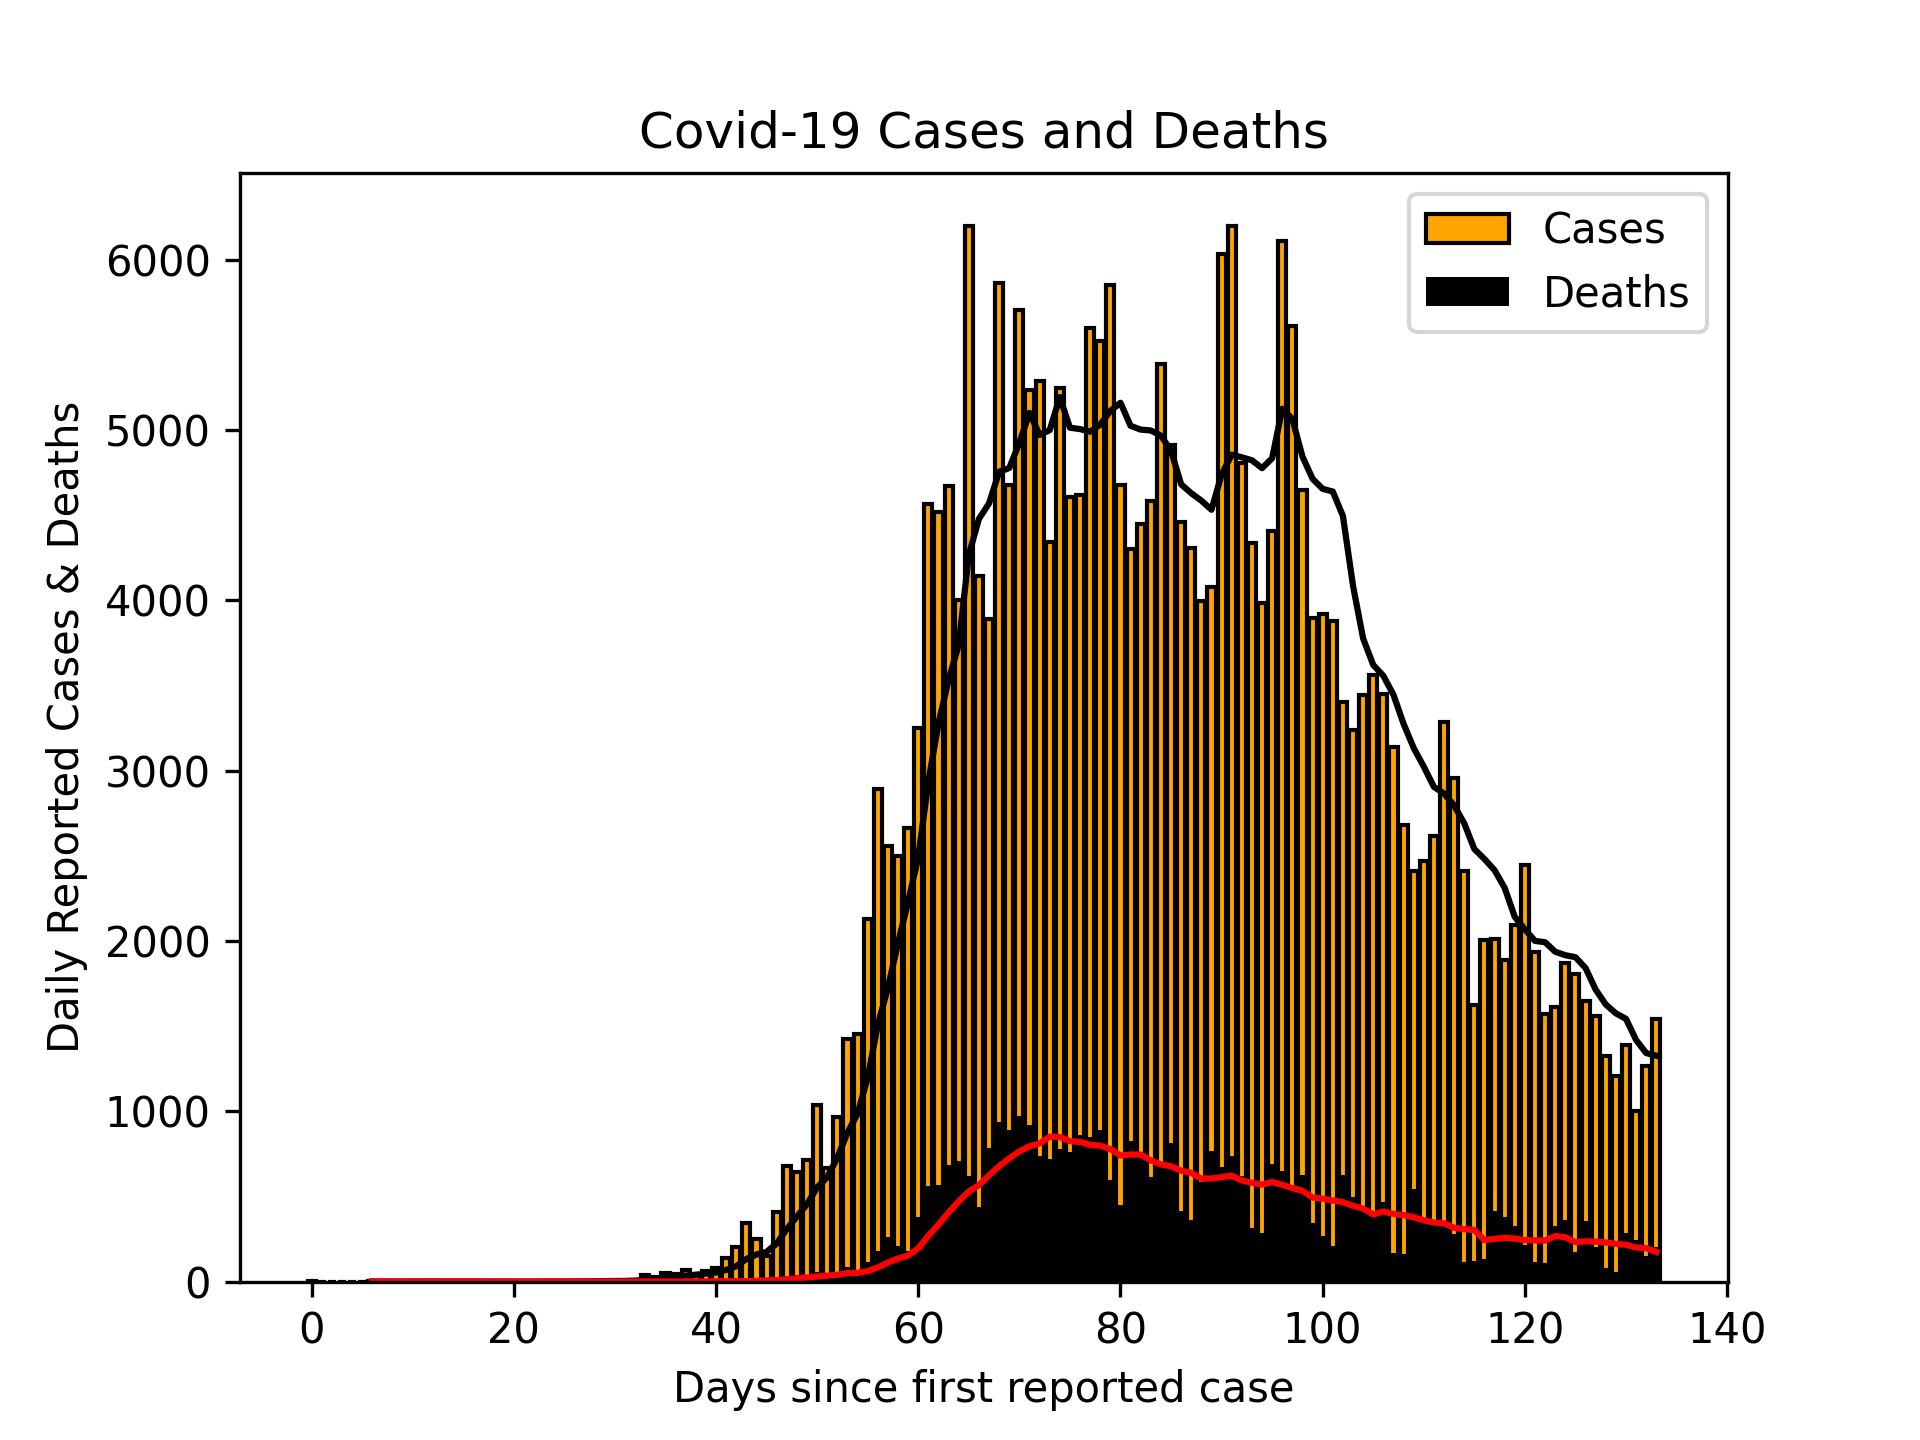 Covid-19 Cases and Deaths
Cases
Deaths
Daily Reported Cases & Deaths
6000
5000
4000
3000
2000
1000
0
0 20 40 60 80 100 120 140
Days since first reported case